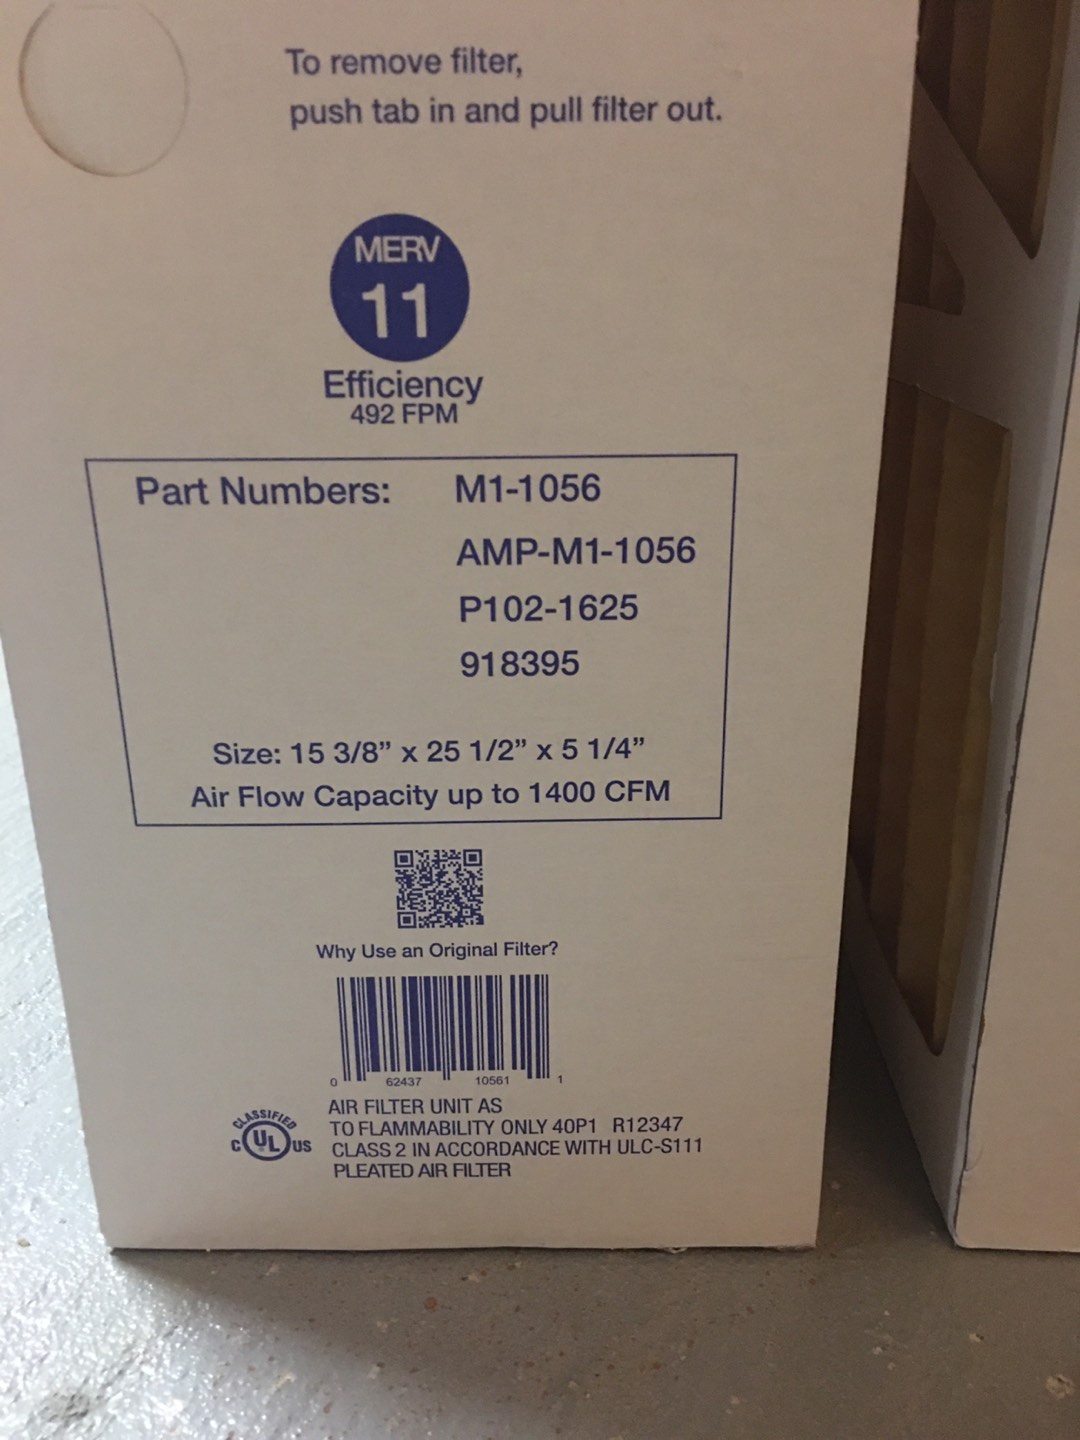 To remove filter,
push tab in and pull filter out.
MERV
11
Efficiency
492 FPM
Part Numbers: M1-1056
AMP-M1-1056
P102-1625
918395
Size: 15 3/8” x 25 1/2” x 5 1/4”
Air Flow Capacity up to 1400 CFM
Why Use an Original Filter?
0 62437 10561 1
CLASSIFIED
C UL US
AIR FILTER UNIT AS
TO FLAMMABILITY ONLY 40P1 R12347
CLASS 2 IN ACCORDANCE WITH ULC-S111
PLEATED AIR FILTER